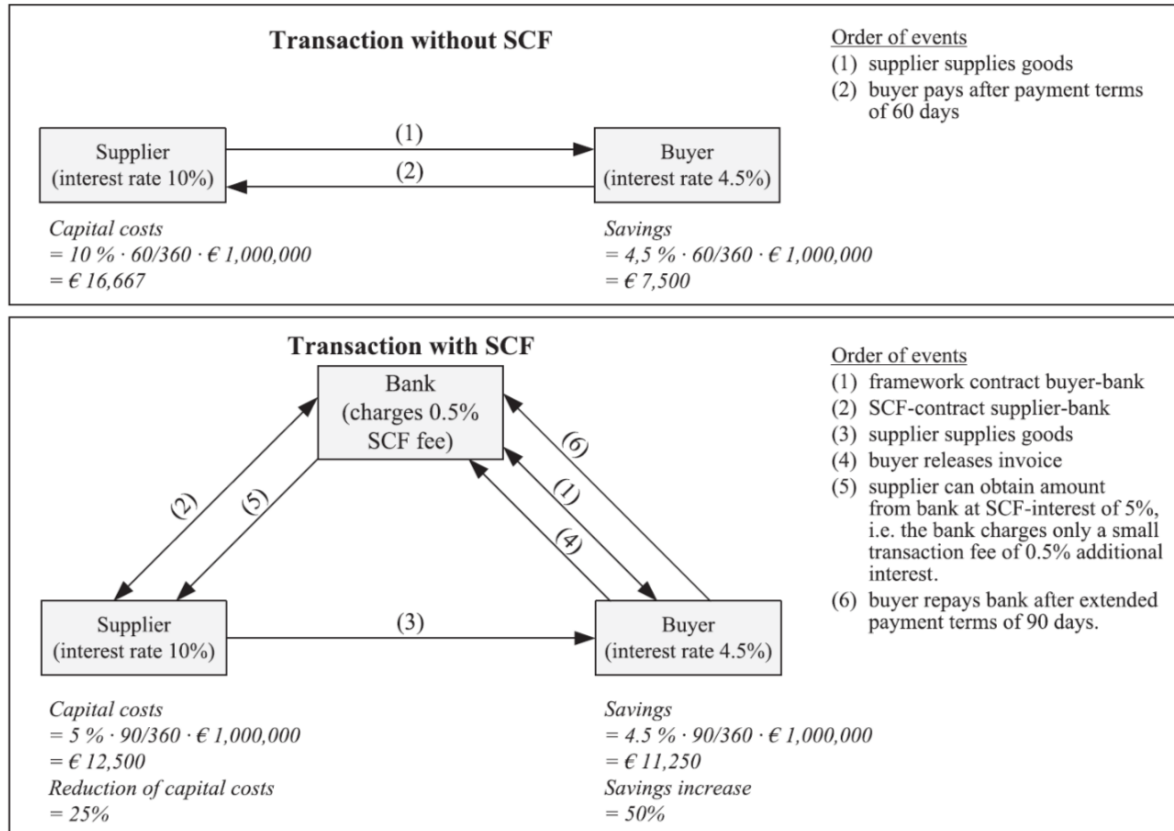 Transaction without SCF
Order of events
(1) supplier supplies goods
(2) buyer pays after payment terms
of 60 days
(1)
Supplier
(interest rate 10%)
Buyer
(interest rate 4.5%)
(2)
Capital costs
= 10 % · 60/360 · € 1,000,000
= € 16,667
Savings
= 4,5 % · 60/360 · € 1,000,000
= € 7,500
Transaction with SCF
Order of events
(1) framework contract buyer-bank
(2) SCF-contract supplier-bank
(3) supplier supplies goods
(4) buyer releases invoice
(5) supplier can obtain amount
from bank at SCF-interest of 5%,
i.e. the bank charges only a small
transaction fee of 0.5% additional
interest.
(6) buyer repays bank after extended
payment terms of 90 days.
Bank
(charges 0.5%
SCF fee)
(2)
(5)
(6)
(1)
(4)
Supplier
(interest rate 10%)
(3)
Buyer
(interest rate 4.5%)
Capital costs
= 5 % · 90/360 · € 1,000,000
= € 12,500
Reduction of capital costs
= 25%
Savings
= 4.5 % · 90/360 · € 1,000,000
= € 11,250
Savings increase
= 50%